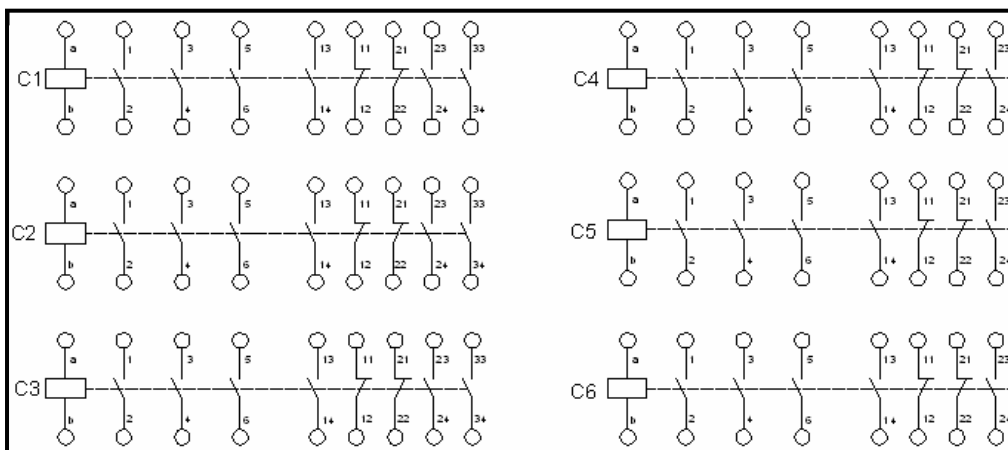 a 1 3 5 13 11 21 23 33
C1
b 2 4 6 14 12 22 24 34
a 1 3 5 13 11 21 23
C4
b 2 4 6 14 12 22 24
a 1 3 5 13 11 21 23 33
C2
b 2 4 6 14 12 22 24 34
a 1 3 5 13 11 21 23
C5
b 2 4 6 14 12 22 24
a 1 3 5 13 11 21 23 33
C3
b 2 4 6 14 12 22 24 34
a 1 3 5 13 11 21 23
C6
b 2 4 6 14 12 22 24